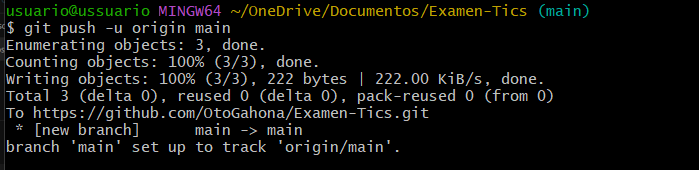 usuario@ussuario MINGW64 ~/OneDrive/Documentos/Examen-Tics (main)
$ git push -u origin main
Enumerating objects: 3, done.
Counting objects: 100% (3/3), done.
Writing objects: 100% (3/3), 222 bytes | 222.00 KiB/s, done.
Total 3 (delta 0), reused 0 (delta 0), pack-reused 0 (from 0)
To https://github.com/OtoGahona/Examen-Tics.git
 * [new branch]      main -> main
branch 'main' set up to track 'origin/main'.